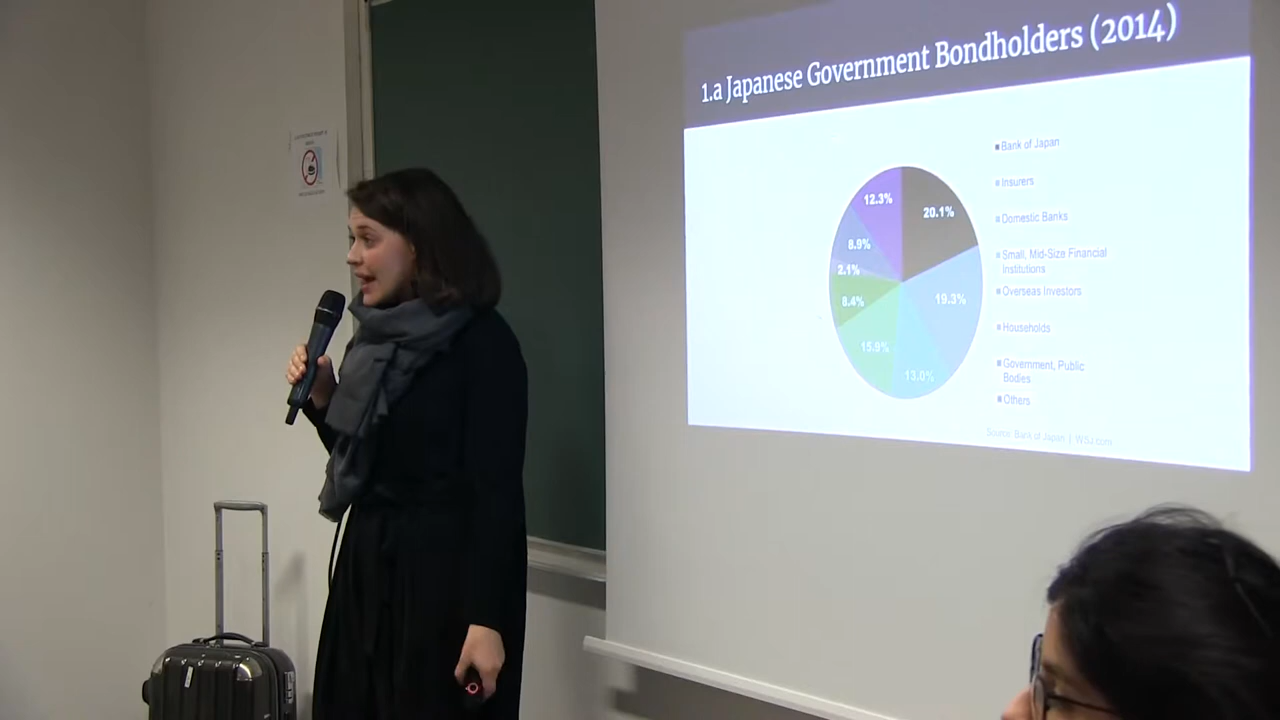 1.a Japanese Government Bondholders (2014)
Bank of Japan
Insurers
Domestic Banks
Small, Mid-Size Financial
Institutions
Overseas Investors
Households
Government, Public
Bodies
Others
12.3%
20.1%
8.9%
2.1%
19.3%
8.4%
15.9%
13.0%
Source: Bank of Japan | WSJ.com